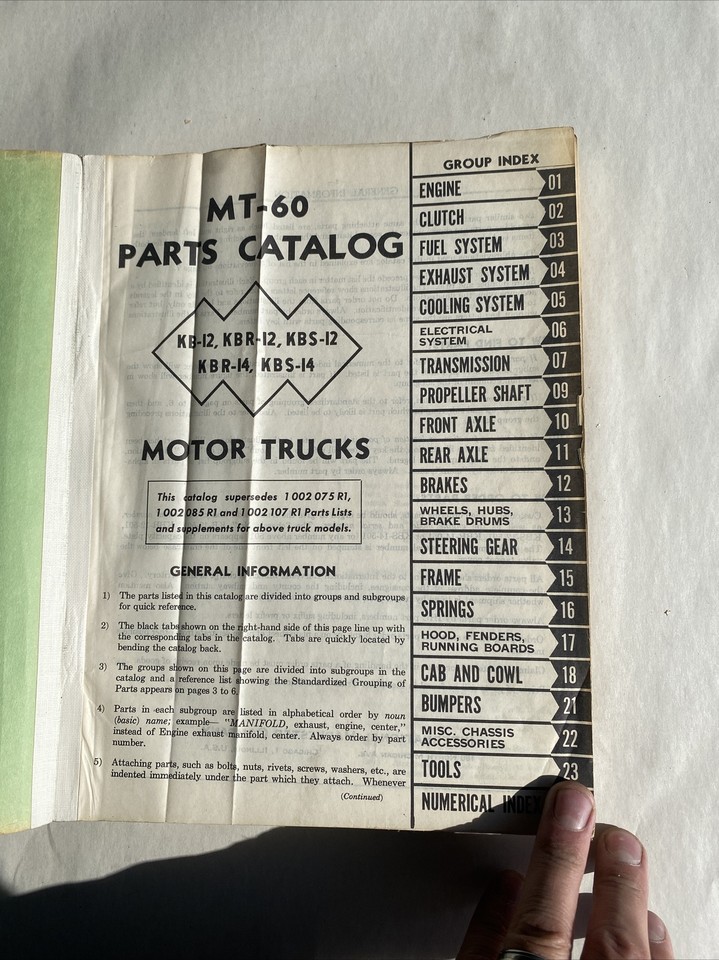 MT-60
PARTS CATALOG
KB-12, KBR-12, KBS-12
KBR-14, KBS-14
MOTOR TRUCKS
This catalog supersedes 1 002 075 R1,
1 002 085 R1 and 1 002 107 R1 Parts Lists
and supplements for above truck models.
GENERAL INFORMATION
1) The parts listed in this catalog are divided into groups and subgroups
for quick reference.
2) The black tabs shown on the right-hand side of this page line up with
the corresponding tabs in the catalog. Tabs are quickly located by
bending the catalog back.
3) The groups shown on this page are divided into subgroups in the
catalog and a reference list showing the Standardized Grouping of
Parts appears on pages 3 to 6.
4) Parts in each subgroup are listed in alphabetical order by noun
(basic) name; example— "MANIFOLD, exhaust, engine, center,"
instead of Engine exhaust manifold, center. Always order by part
number.
5) Attaching parts, such as bolts, nuts, rivets, screws, washers, etc., are
indented immediately under the part which they attach. Whenever
(Continued)
GROUP INDEX
ENGINE 01
CLUTCH 02
FUEL SYSTEM 03
EXHAUST SYSTEM 04
COOLING SYSTEM 05
ELECTRICAL
SYSTEM 06
TRANSMISSION 07
PROPELLER SHAFT 09
FRONT AXLE 10
REAR AXLE 11
BRAKES 12
WHEELS, HUBS,
BRAKE DRUMS 13
STEERING GEAR 14
FRAME 15
SPRINGS 16
HOOD, FENDERS,
RUNNING BOARDS 17
CAB AND COWL 18
BUMPERS 21
MISC. CHASSIS
ACCESSORIES 22
TOOLS 23
NUMERICAL INDEX